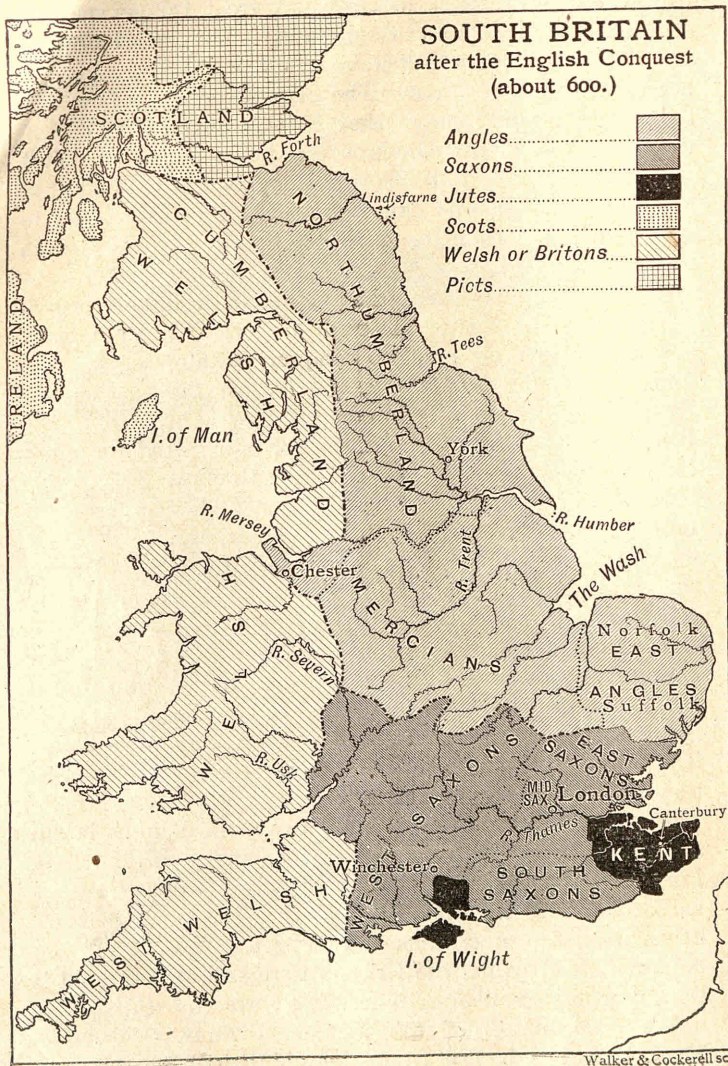 SOUTH BRITAIN
after the English Conquest
(about 600.)
Angles
Saxons
Jutes
Scots
Welsh or Britons
Picts
SCOTLAND
R. Forth
Lindisfarne
NORTHUMBERLAND
CUMBERLAND
WELSH
IRELAND
R. Tees
I. of Man
York
R. Mersey
R. Humber
Chester
R. Trent
The Wash
MERCIANS
Norfolk
EAST
ANGLES
Suffolk
WELSH
R. Severn
R. Usk
EAST
SAXONS
MID
SAX.
London
WEST SAXONS
R. Thames
Canterbury
KENT
Winchester
SOUTH
SAXONS
WEST WELSH
I. of Wight
Walker & Cockerell sc.